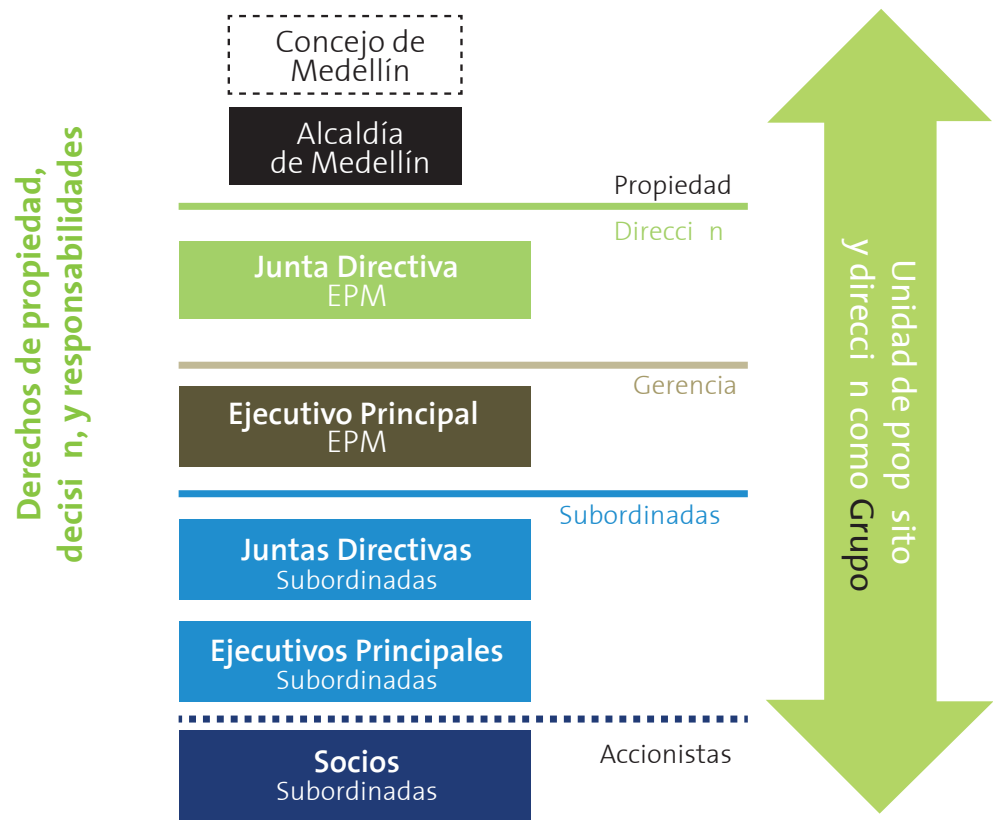 Derechos de propiedad,
decisi n, y responsabilidades
Concejo de
Medellín
Alcaldía
de Medellín
Propiedad
Direcci n
Junta Directiva
EPM
Gerencia
Ejecutivo Principal
EPM
Subordinadas
Juntas Directivas
Subordinadas
Ejecutivos Principales
Subordinadas
Accionistas
Socios
Subordinadas
Unidad de prop sito
y direcci n como Grupo